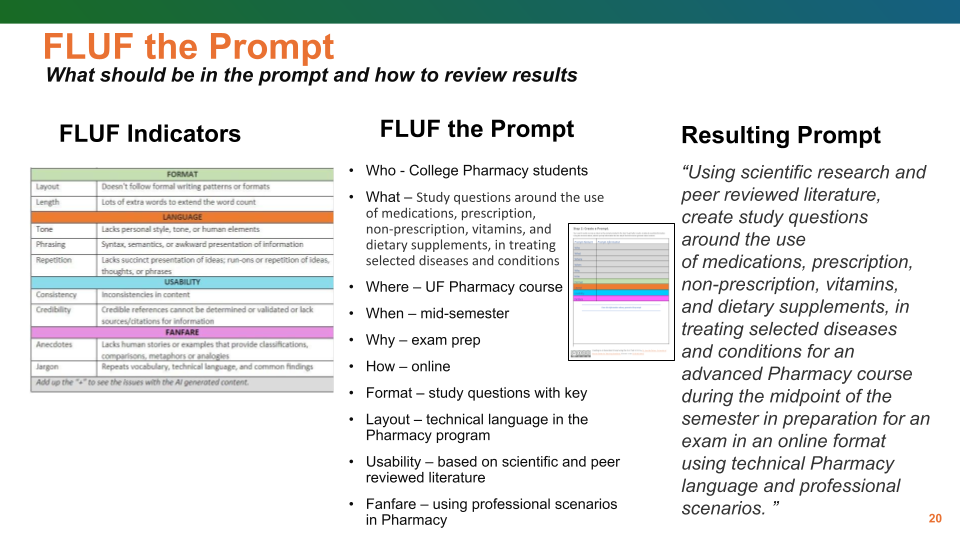 FLUF the Prompt
What should be in the prompt and how to review results
FLUF Indicators
FORMAT
Layout Doesn't follow formal writing patterns or formats
Length Lots of extra words to extend the word count
LANGUAGE
Tone Lacks personal style, tone, or human elements
Phrasing Syntax, semantics, or awkward presentation of information
Repetition Lacks succinct presentation of ideas; run-ons or repetition of ideas,
thoughts, or phrases
USABILITY
Consistency Inconsistencies in content
Credibility Credible references cannot be determined or validated or lack
sources/citations for information
FANFARE
Anecdotes Lacks human stories or examples that provide classifications,
comparisons, metaphors or analogies
Jargon Repeats vocabulary, technical language, and common findings
Add up the "+" to see the issues with the AI generated content.
FLUF the Prompt
• Who - College Pharmacy students
• What – Study questions around the use
of medications, prescription,
non-prescription, vitamins, and
dietary supplements, in treating
selected diseases and conditions
• Where – UF Pharmacy course
• When – mid-semester
• Why – exam prep
• How – online
• Format – study questions with key
• Layout – technical language in the
Pharmacy program
• Usability – based on scientific and peer
reviewed literature
• Fanfare – using professional scenarios
in Pharmacy
Resulting Prompt
“Using scientific research and
peer reviewed literature,
create study questions
around the use
of medications, prescription,
non-prescription, vitamins,
and dietary supplements, in
treating selected diseases
and conditions for an
advanced Pharmacy course
during the midpoint of the
semester in preparation for an
exam in an online format
using technical Pharmacy
language and professional
scenarios. ”
20